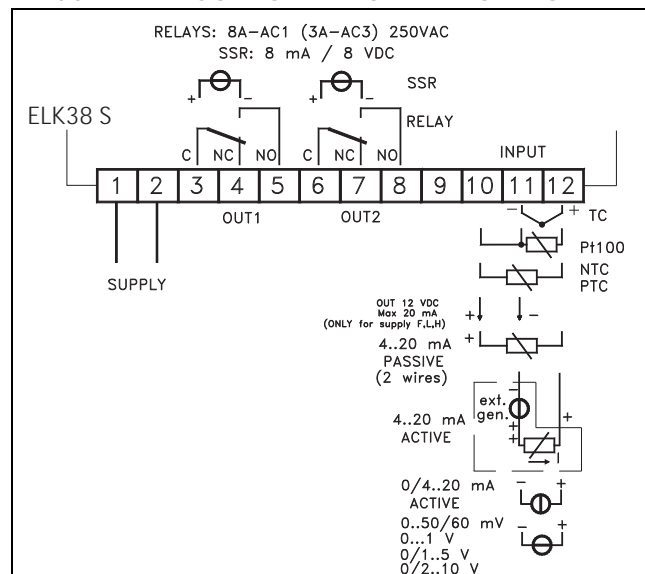 RELAYS: 8A-AC1 (3A-AC3) 250VAC
SSR: 8 mA / 8 VDC
+ - + - SSR
ELK38 S
RELAY
C NC NO C NC NO INPUT
1 2 3 4 5 6 7 8 9 10 11 12
OUT1 OUT2
- + TC
Pt100
SUPPLY
NTC
PTC
OUT 12 VDC
Max 20 mA
(ONLY for supply F,L,H)
+ -
+
4..20 mA
PASSIVE
(2 wires)
-
ext.
gen.
+
+
+
4..20 mA
ACTIVE
I
0/4..20 mA
ACTIVE
- +
0..50/60 mV
0...1 V
0/1..5 V
0/2..10 V
- +